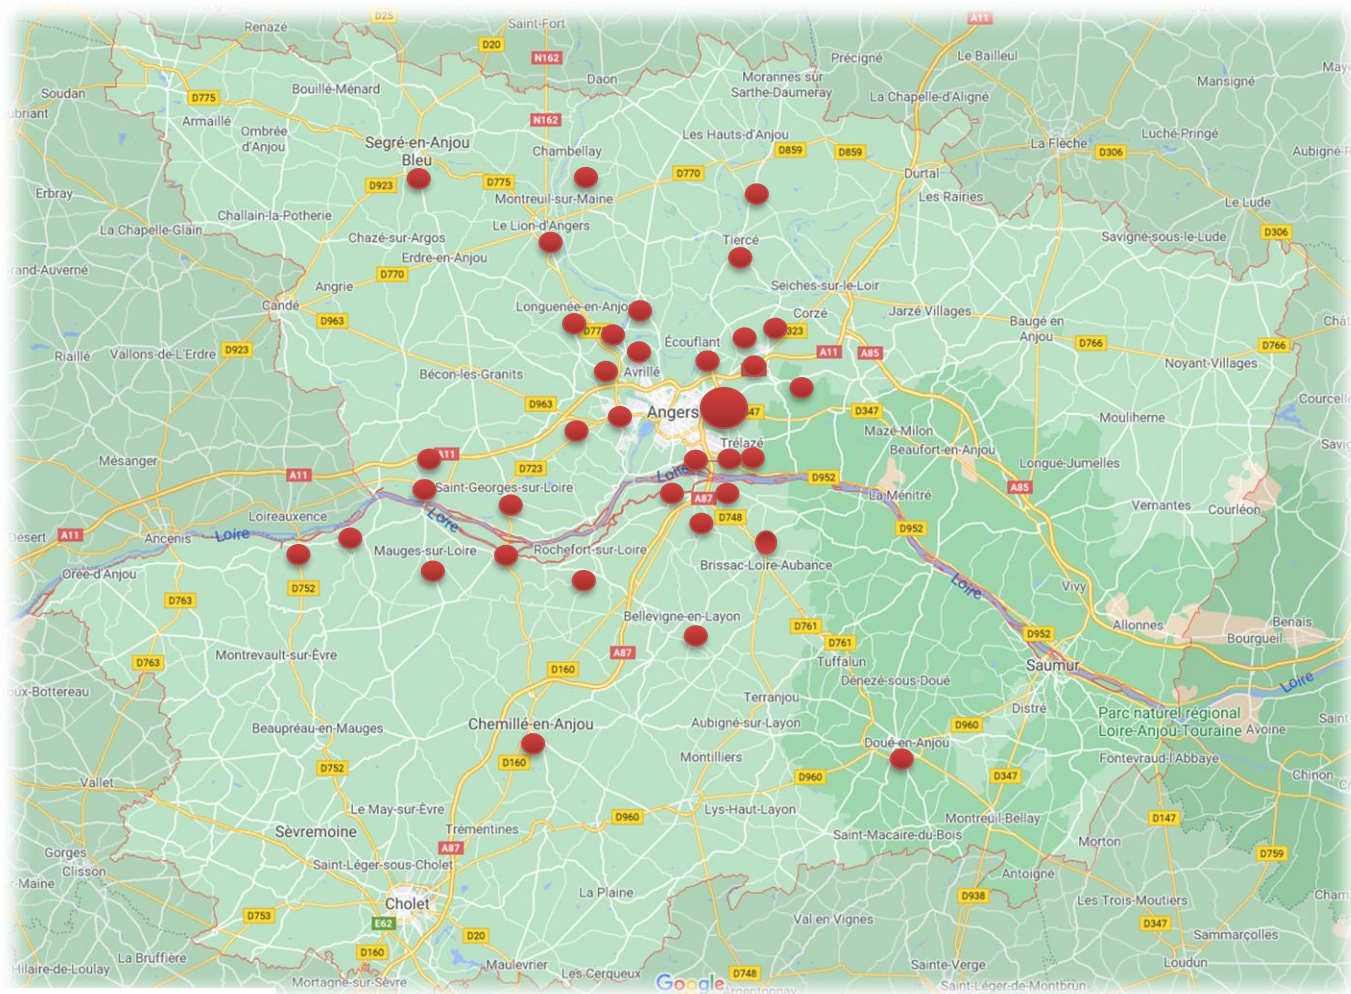 D25
Saint-Fort
A11
Renazé
D20
N162
Précigné
Le Bailleul
Daon
Morannes sur
Sarthe-Daumeray
Mansigné
Soudan
D775
Bouillé-Ménard
La Chapelle-d'Aligné
Armaillé
N162
Ombrée
d'Anjou
Segré-en-Anjou
Bleu
Chambellay
Les Hauts-d'Anjou
D859
D859
La Flèche
D306
Luché-Pringé
Erbray
D923
D775
D770
Durtal
Montreuil-sur-Maine
Les Rairies
Le Lude
Challain-la-Potherie
La Chapelle-Glain
Chazé-sur-Argos
Le Lion-d'Angers
Tiercé
Savigné-sous-le-Lude
D306
Erdre-en-Anjou
Grand-Auverné
D770
Angrie
Seiches-sur-le-Loir
Candé
D963
Longuenée-en-Anjou
Corzé
Jarzé Villages
Baugé en
Anjou
Riaillé
Vallons-de-L'Erdre
D923
Écouflant
A11
A85
D766
D766
Noyant-Villages
Bécon-les-Granits
Avrillé
D963
Angers
D347
Mouliherne
Mazé-Milon
Trélazé
Beaufort-en-Anjou
Mésanger
A11
A11
D723
Loire
D952
Longué-Jumelles
Saint-Georges-sur-Loire
A87
La Ménitré
A85
Vernantes
Courléon
Loireauxence
Loire
D748
D952
A11
Ancenis
Loire
Mauges-sur-Loire
Rochefort-sur-Loire
Brissac-Loire-Aubance
Orée-d'Anjou
D752
Loire
Vivy
D763
Bellevigne-en-Layon
D761
D952
Allonnes
Benais
Bourgueil
D761
A87
D763
Montrevault-sur-Èvre
D160
Tuffalun
Saumur
Dénezé-sous-Doué
Loire
Terranjou
Distré
Parc naturel régional
Loire-Anjou-Touraine
Avoine
Beaupréau-en-Mauges
Chemillé-en-Anjou
Aubigné-sur-Layon
D960
Doué-en-Anjou
Montilliers
Fontevraud-l'Abbaye
D752
D160
D960
D347
Chinon
Vallet
Le May-sur-Èvre
D960
Lys-Haut-Layon
Montreuil-Bellay
D147
Sèvremoine
Trémentines
Saint-Macaire-du-Bois
Morton
A87
Gorges
Clisson
Saint-Léger-sous-Cholet
Antoigné
D759
La Plaine
D938
Les Trois-Moutiers
Cholet
D753
E62
Val en Vignes
D347
Sammarçolles
D20
D160
La Bruffière
Maulevrier
Les Cerqueux
D748
Sainte-Verge
Loudun
Mortagne-sur-Sèvre
Google
Argentonnay
Saint-Léger-de-Montbrun